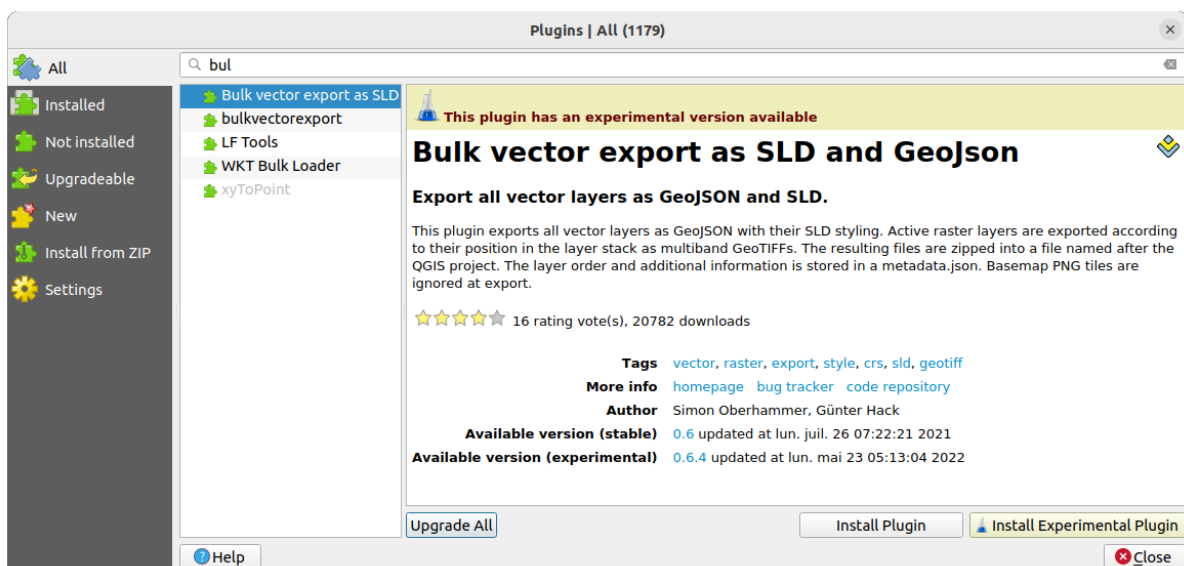 Plugins | All (1179)
All
Installed
Not installed
Upgradeable
New
Install from ZIP
Settings
bul
Bulk vector export as SLD
bulkvectorexport
LF Tools
WKT Bulk Loader
xyToPoint
This plugin has an experimental version available
Bulk vector export as SLD and GeoJson
Export all vector layers as GeoJSON and SLD.
This plugin exports all vector layers as GeoJSON with their SLD styling. Active raster layers are exported according
to their position in the layer stack as multiband GeoTIFFs. The resulting files are zipped into a file named after the
QGIS project. The layer order and additional information is stored in a metadata.json. Basemap PNG tiles are
ignored at export.
16 rating vote(s), 20782 downloads
Tags vector, raster, export, style, crs, sld, geotiff
More info homepage bug tracker code repository
Author Simon Oberhammer, Günter Hack
Available version (stable) 0.6 updated at lun. juil. 26 07:22:21 2021
Available version (experimental) 0.6.4 updated at lun. mai 23 05:13:04 2022
Upgrade All Install Plugin Install Experimental Plugin
Help Close